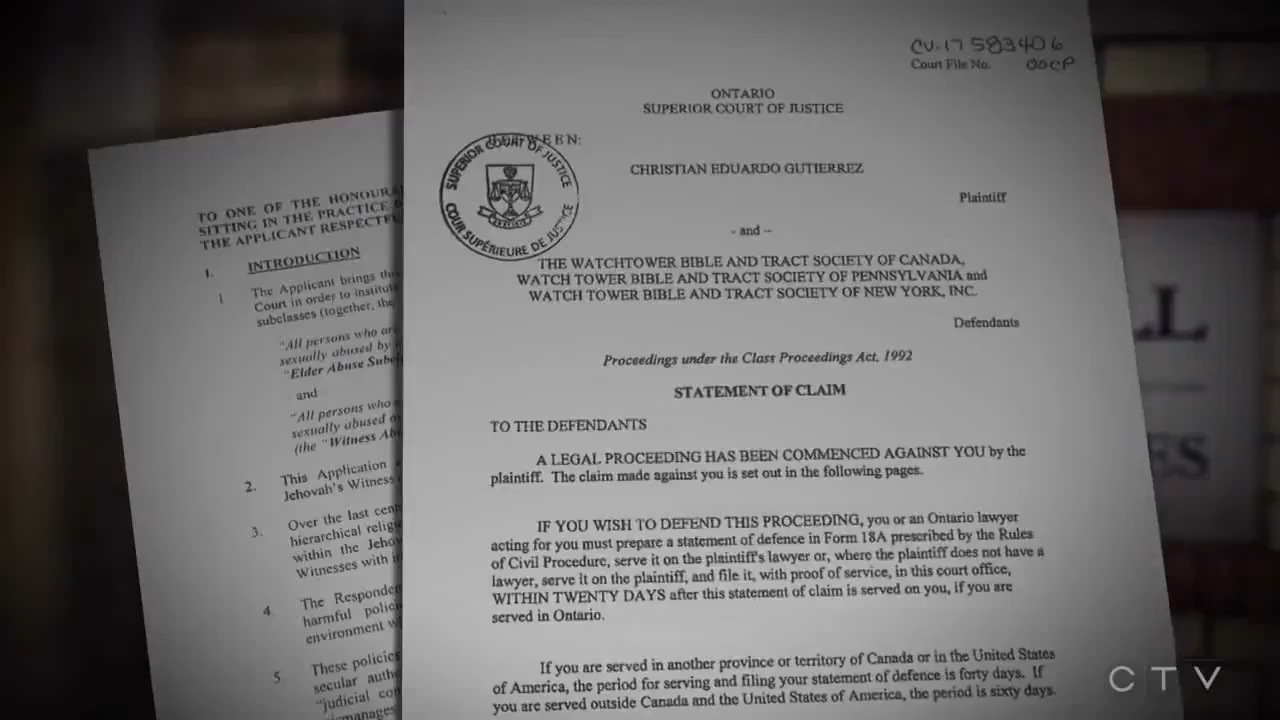 CV-17 583406
Court File No. 00CP
ONTARIO
SUPERIOR COURT OF JUSTICE
BETWEEN:
SUPERIOR COURT OF JUSTICE
COUR SUPÉRIEURE DE JUSTICE
CHRISTIAN EDUARDO GUTIERREZ
Plaintiff
- and -
THE WATCHTOWER BIBLE AND TRACT SOCIETY OF CANADA,
WATCH TOWER BIBLE AND TRACT SOCIETY OF PENNSYLVANIA and
WATCH TOWER BIBLE AND TRACT SOCIETY OF NEW YORK, INC.
Defendants
Proceedings under the Class Proceedings Act, 1992
STATEMENT OF CLAIM
TO THE DEFENDANTS
A LEGAL PROCEEDING HAS BEEN COMMENCED AGAINST YOU by the
plaintiff. The claim made against you is set out in the following pages.
IF YOU WISH TO DEFEND THIS PROCEEDING, you or an Ontario lawyer
acting for you must prepare a statement of defence in Form 18A prescribed by the Rules
of Civil Procedure, serve it on the plaintiff's lawyer or, where the plaintiff does not have a
lawyer, serve it on the plaintiff, and file it, with proof of service, in this court office,
WITHIN TWENTY DAYS after this statement of claim is served on you, if you are
served in Ontario.
If you are served in another province or territory of Canada or in the United States
of America, the period for serving and filing your statement of defence is forty days. If
you are served outside Canada and the United States of America, the period is sixty days.
TO ONE OF THE HONOURA
SITTING IN THE PRACTICE
THE APPLICANT RESPECTF
1. INTRODUCTION
1 The Applicant brings this
Court in order to institute
subclasses (together, the
"All persons who are
sexually abused by
"Elder Abuse Subcl
and
"All persons who
sexually abused
(the "Witness Ab
2. This Application
Jehovah's Witness
3. Over the last cent
hierarchical relig
within the Jeho
Witnesses with
4. The Responden
harmful polic
environment w
5 These policies
secular auth
"judicial con
mismanages
LL
ES
CTV